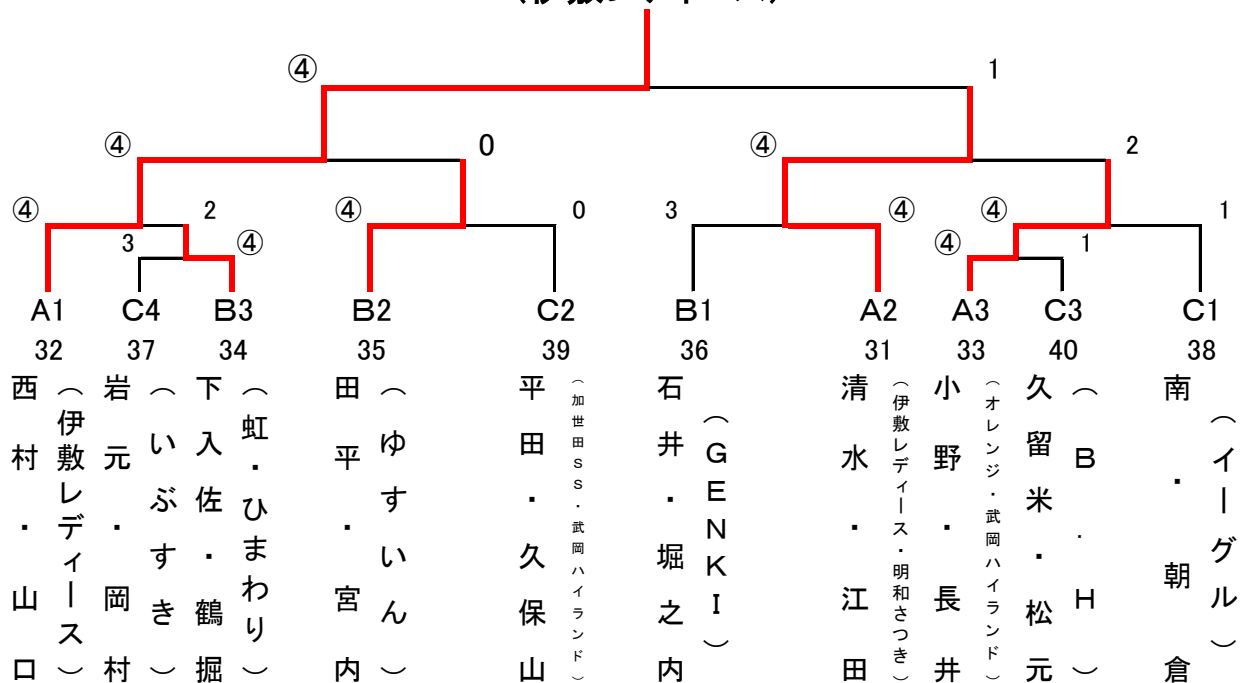 ④ 1
④ 0 ④ 2
④ 2 ④ 0 3 ④ ④ 1
3 ④ ④ 1
A1 C4 B3 B2 C2 B1 A2 A3 C3 C1
32 37 34 35 39 36 31 33 40 38
西村・山口
(伊敷レディース)
岩元・岡村
(いぶすき)
下入佐・鶴掘
(虹・ひまわり)
田平・宮内
(ゆすいん)
平田・久保山
(加世田SS・武岡ハイランド)
石井・堀之内
(GENKI)
清水・江田
(伊敷レディース・明和さつき)
小野・長井
(オレンジ・武岡ハイランド)
久留米・松元
(B.H)
南・朝倉
(イーグル)